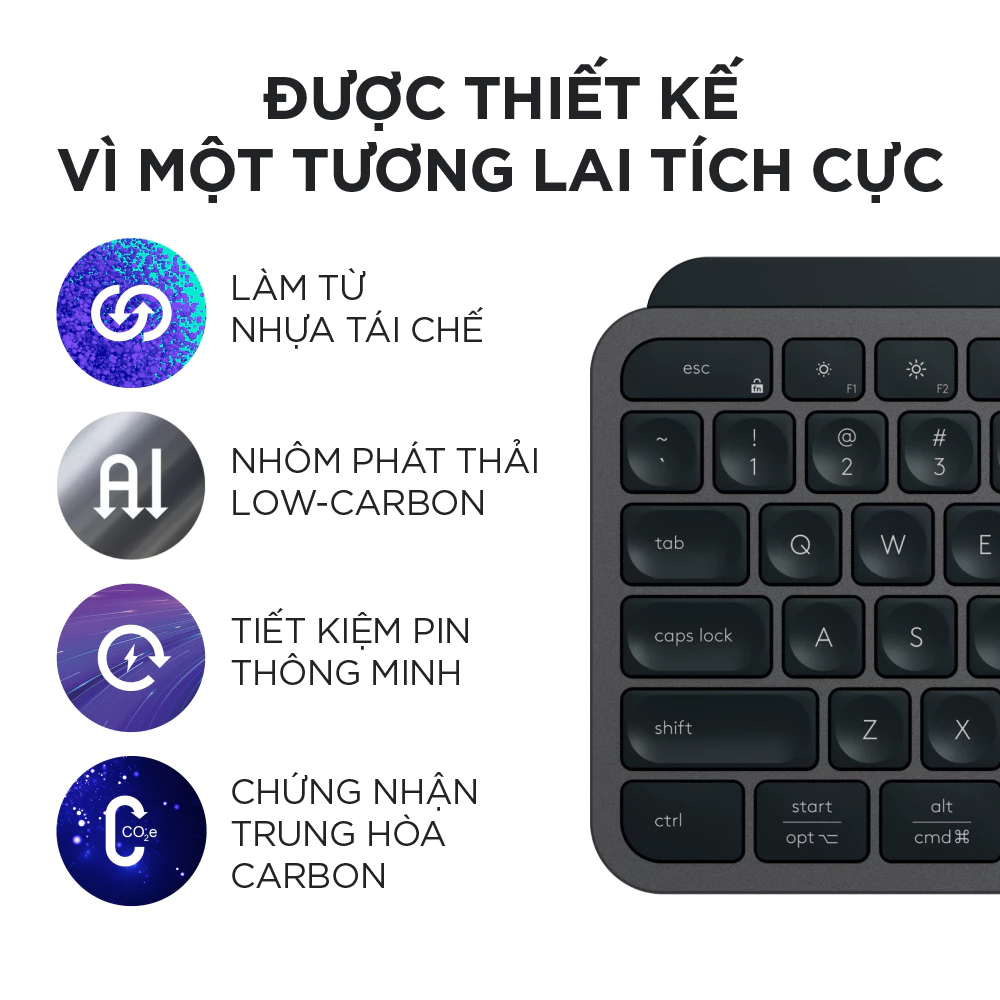 ĐƯỢC THIẾT KẾ
VÌ MỘT TƯƠNG LAI TÍCH CỰC
LÀM TỪ
NHỰA TÁI CHẾ
AI
NHÔM PHÁT THẢI
LOW-CARBON
TIẾT KIỆM PIN
THÔNG MINH
CO₂e
CHỨNG NHẬN
TRUNG HÒA
CARBON
esc fn F1 F2
~ ! @ #
` 1 2 3
tab Q W E
caps lock A S
shift Z X
ctrl start alt
opt ⌥ cmd ⌘